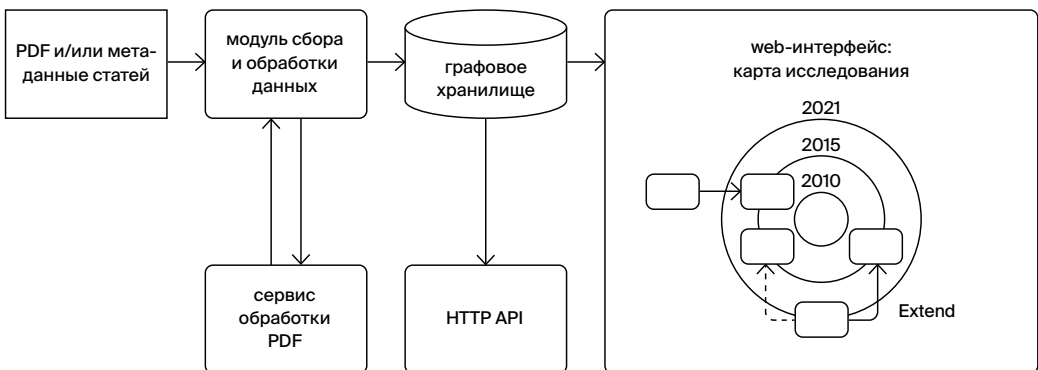 PDF и/или мета-
данные статей
модуль сбора
и обработки
данных
графовое
хранилище
web-интерфейс:
карта исследования
2021
2015
2010
Extend
сервис
обработки
PDF
HTTP API